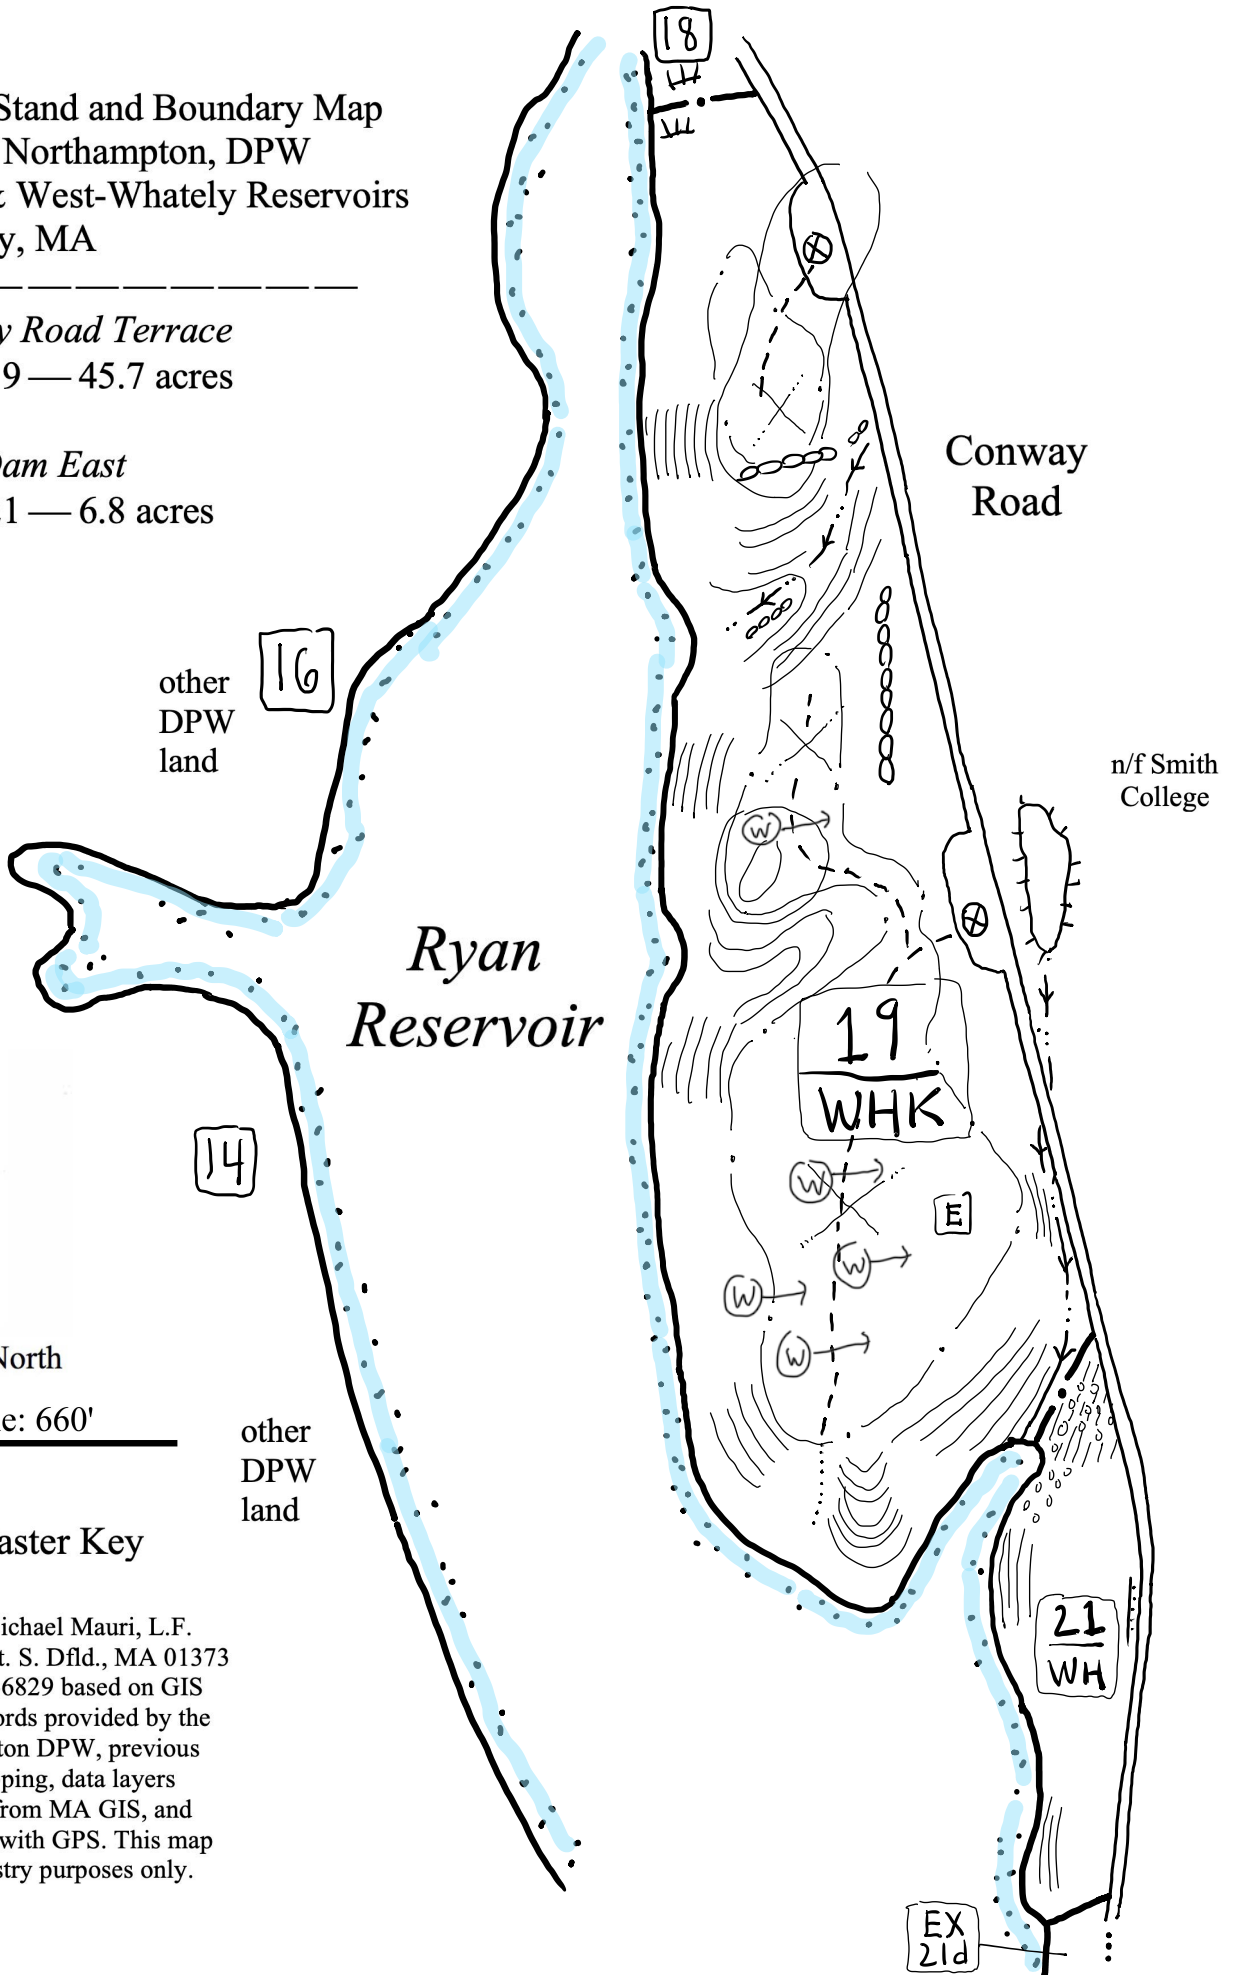 18
Stand and Boundary Map
Northampton, DPW
& West-Whately Reservoirs
y, MA
y Road Terrace
9 — 45.7 acres
Dam East
1 — 6.8 acres
Conway
Road
16
other
DPW
land
n/f Smith
College
W
Ryan
Reservoir
19
WHK
14
W
E
W
W
W
North
e: 660'
other
DPW
land
aster Key
21
WH
ichael Mauri, L.F.
t. S. Dfld., MA 01373
6829 based on GIS
ords provided by the
ton DPW, previous
ping, data layers
from MA GIS, and
with GPS. This map
stry purposes only.
EX
21d